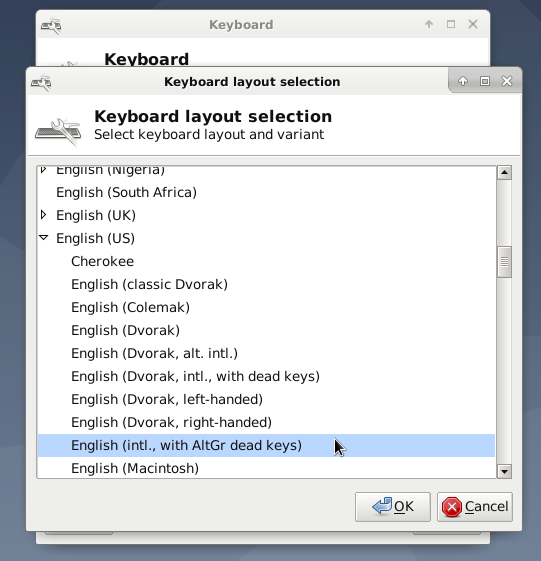 Keyboard
Keyboard
Keyboard layout selection
Keyboard layout selection
Select keyboard layout and variant
English (Nigeria)
English (South Africa)
English (UK)
English (US)
Cherokee
English (classic Dvorak)
English (Colemak)
English (Dvorak)
English (Dvorak, alt. intl.)
English (Dvorak, intl., with dead keys)
English (Dvorak, left-handed)
English (Dvorak, right-handed)
English (intl., with AltGr dead keys)
English (Macintosh)
OK
Cancel